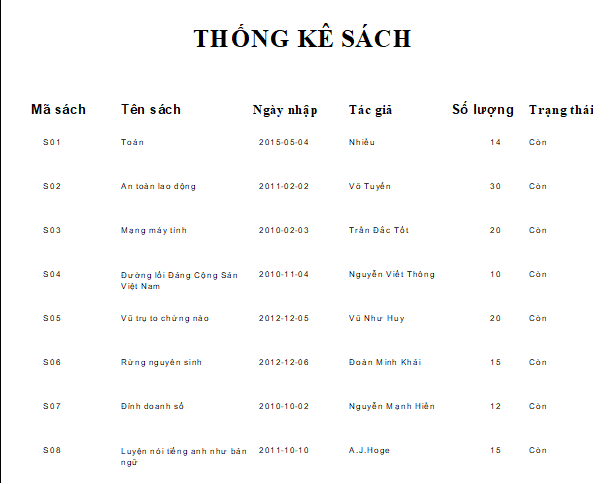 THỐNG KÊ SÁCH
Mã sách Tên sách Ngày nhập Tác giả Số lượng Trạng thái
S01 Toán 2015-05-04 Nhiều 14 Còn
S02 An toàn lao động 2011-02-02 Võ Tuyển 30 Còn
S03 Mạng máy tính 2010-02-03 Trần Đắc Tốt 20 Còn
S04 Đường lối Đảng Cộng Sản 2010-11-04 Nguyễn Viết Thông 10 Còn
Việt Nam
S05 Vũ trụ to chừng nào 2012-12-05 Vũ Như Huy 20 Còn
S06 Rừng nguyên sinh 2012-12-06 Đoàn Minh Khải 15 Còn
S07 Đỉnh doanh số 2010-10-02 Nguyễn Mạnh Hiền 12 Còn
S08 Luyện nói tiếng anh như bản 2011-10-10 A.J.Hoge 15 Còn
ngữ